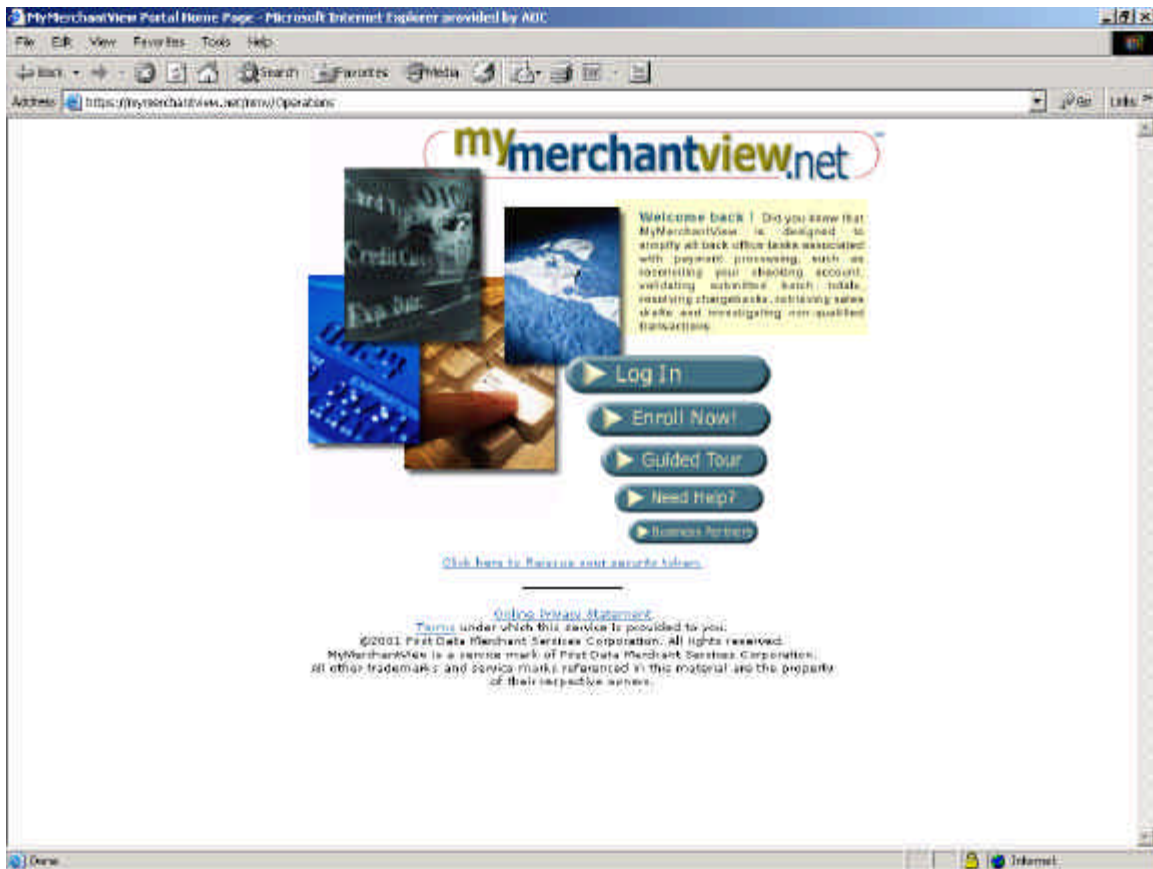 MyMerchantView Portal Home Page - Microsoft Internet Explorer provided by AOC
File Edit View Favorites Tools Help
Back Search Favorites Media
Address https://mymerchantview.net/mmv/Operations Go Links »
mymerchantview.net
Card
Credit Card
Exp Date
Welcome back ! Did you know that
MyMerchantView is designed to
simplify all back office tasks associated
with payment processing, such as
reconciling your checking account,
validating submitted batch totals,
resolving chargebacks, retrieving sales
drafts and investigating non-qualified
transactions
Log In
Enroll Now!
Guided Tour
Need Help?
Business Partners
Click here to your security token.
Online Privacy Statement
Terms under which this service is provided to you.
©2001 First Data Merchant Services Corporation. All rights reserved.
MyMerchantView is a service mark of First Data Merchant Services Corporation.
All other trademarks and service marks referenced in this material are the property
of their respective owners.
Done Internet